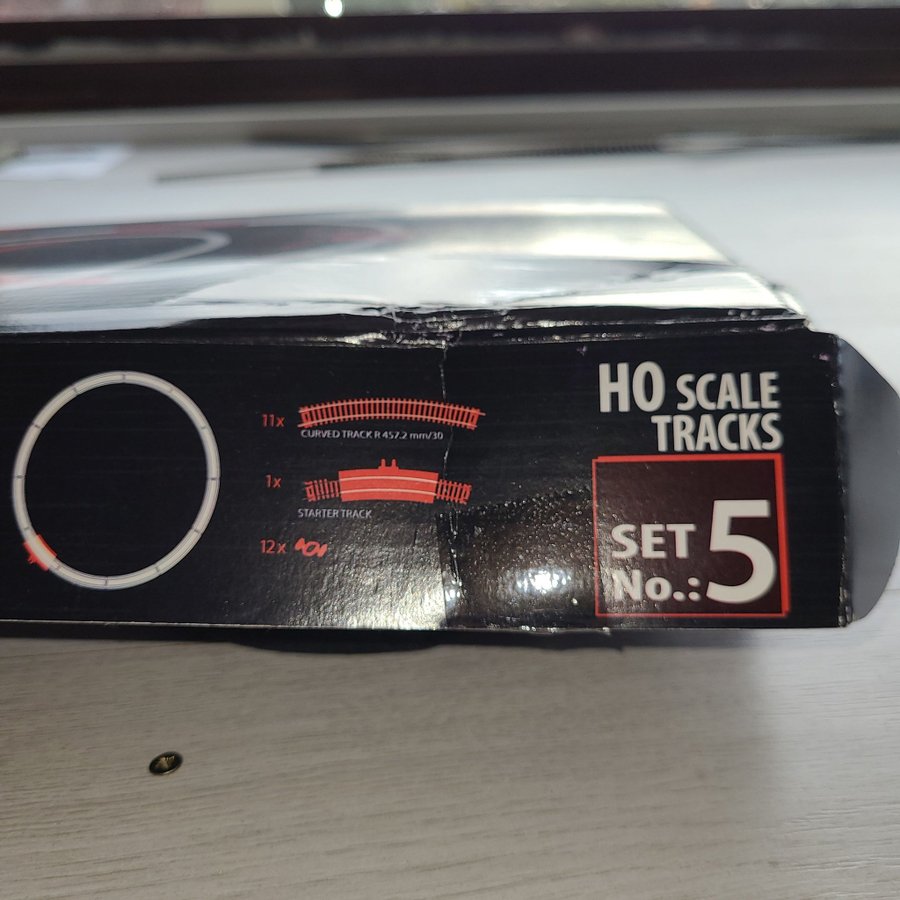 11x
CURVED TRACK R 457.2 mm/30
1x
STARTER TRACK
12x
HO SCALE
TRACKS
SET
No.: 5